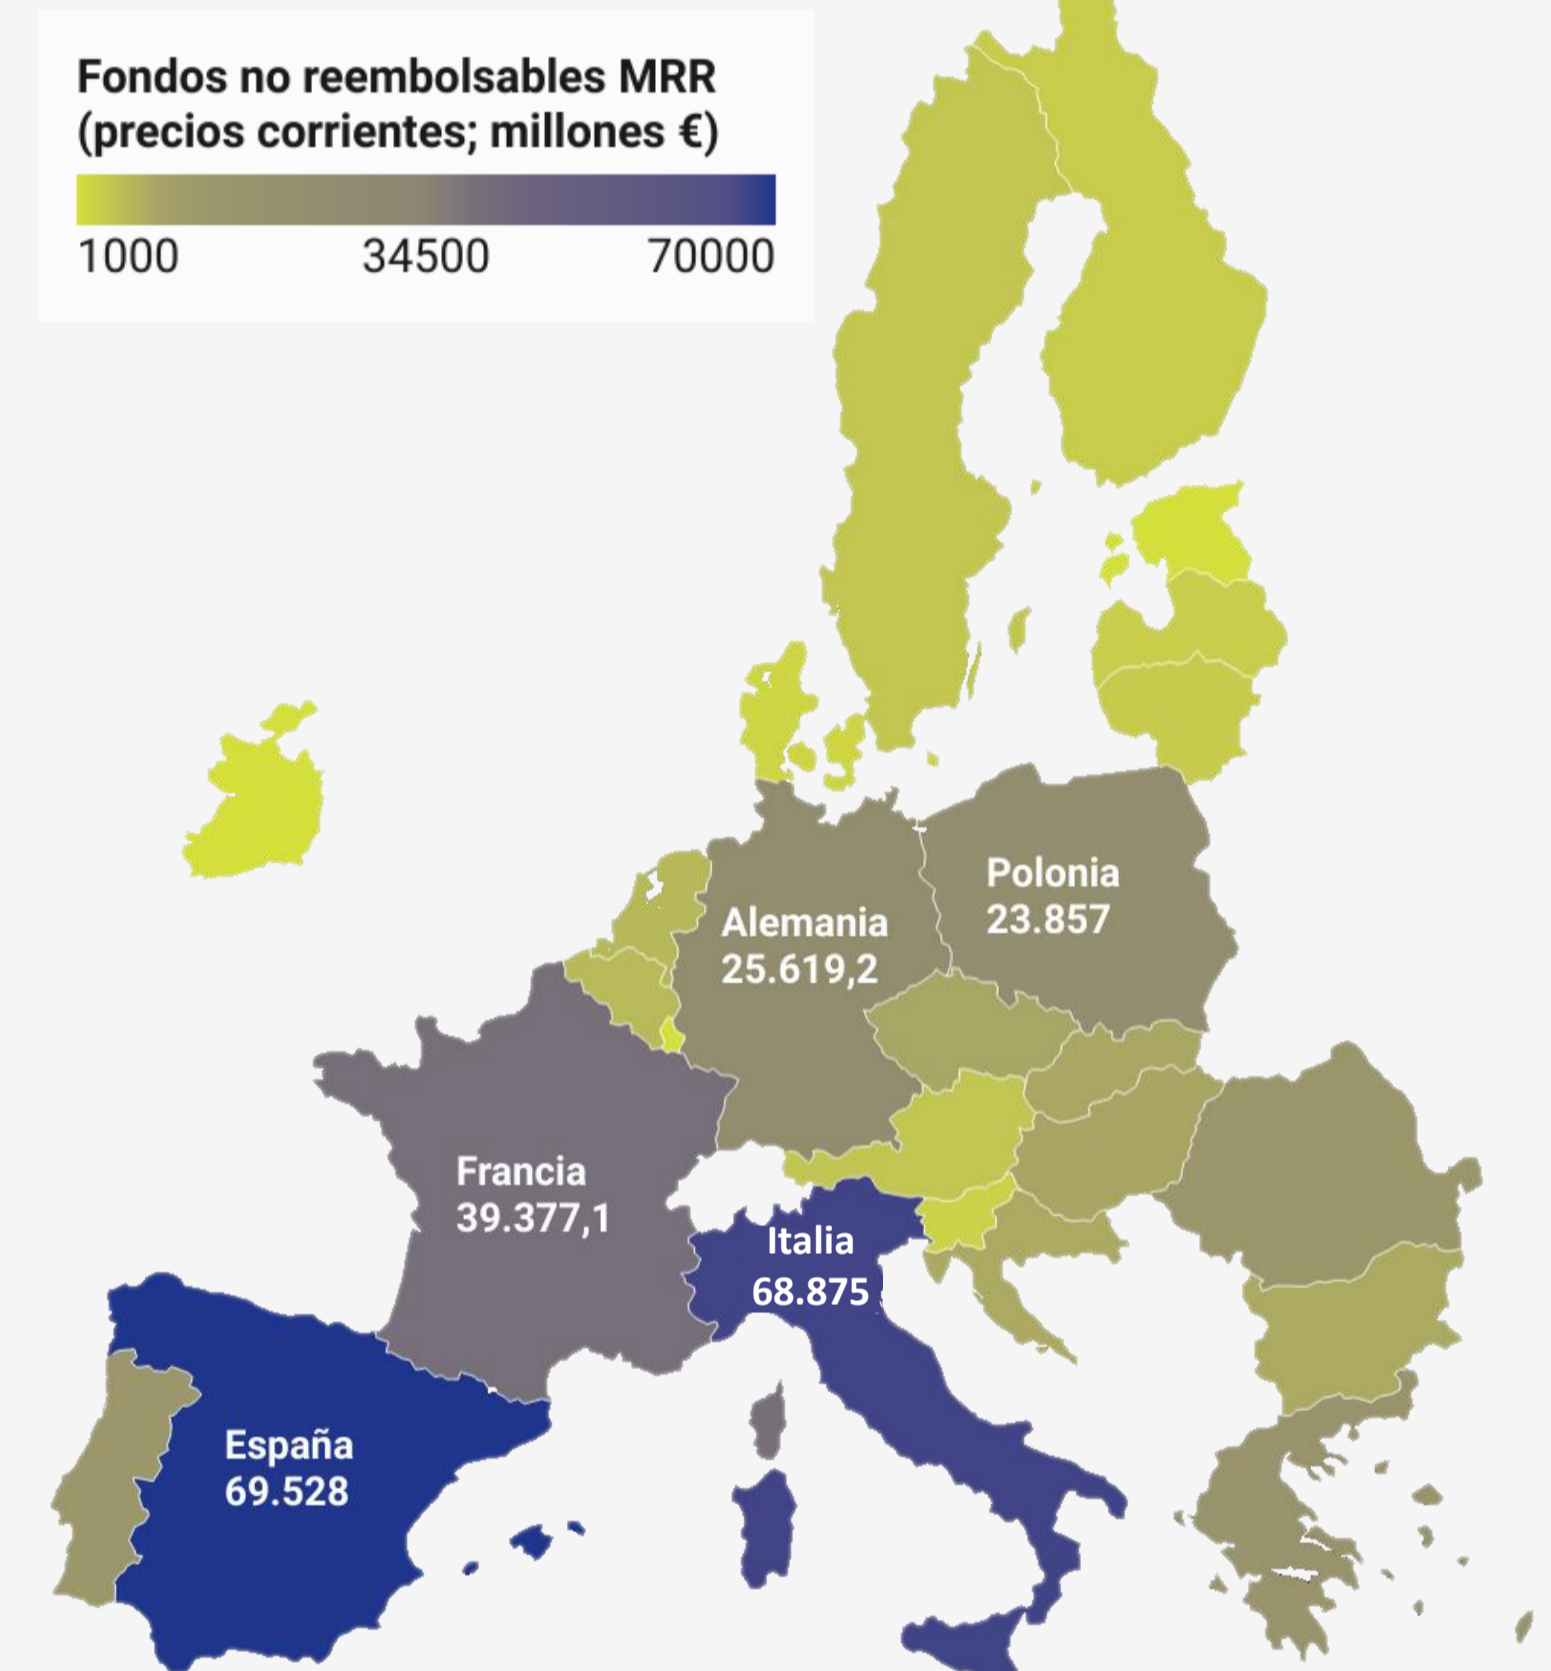 Fondos no reembolsables MRR
(precios corrientes; millones €)
1000 34500 70000
Polonia
23.857
Alemania
25.619,2
Francia
39.377,1
Italia
68.875
España
69.528